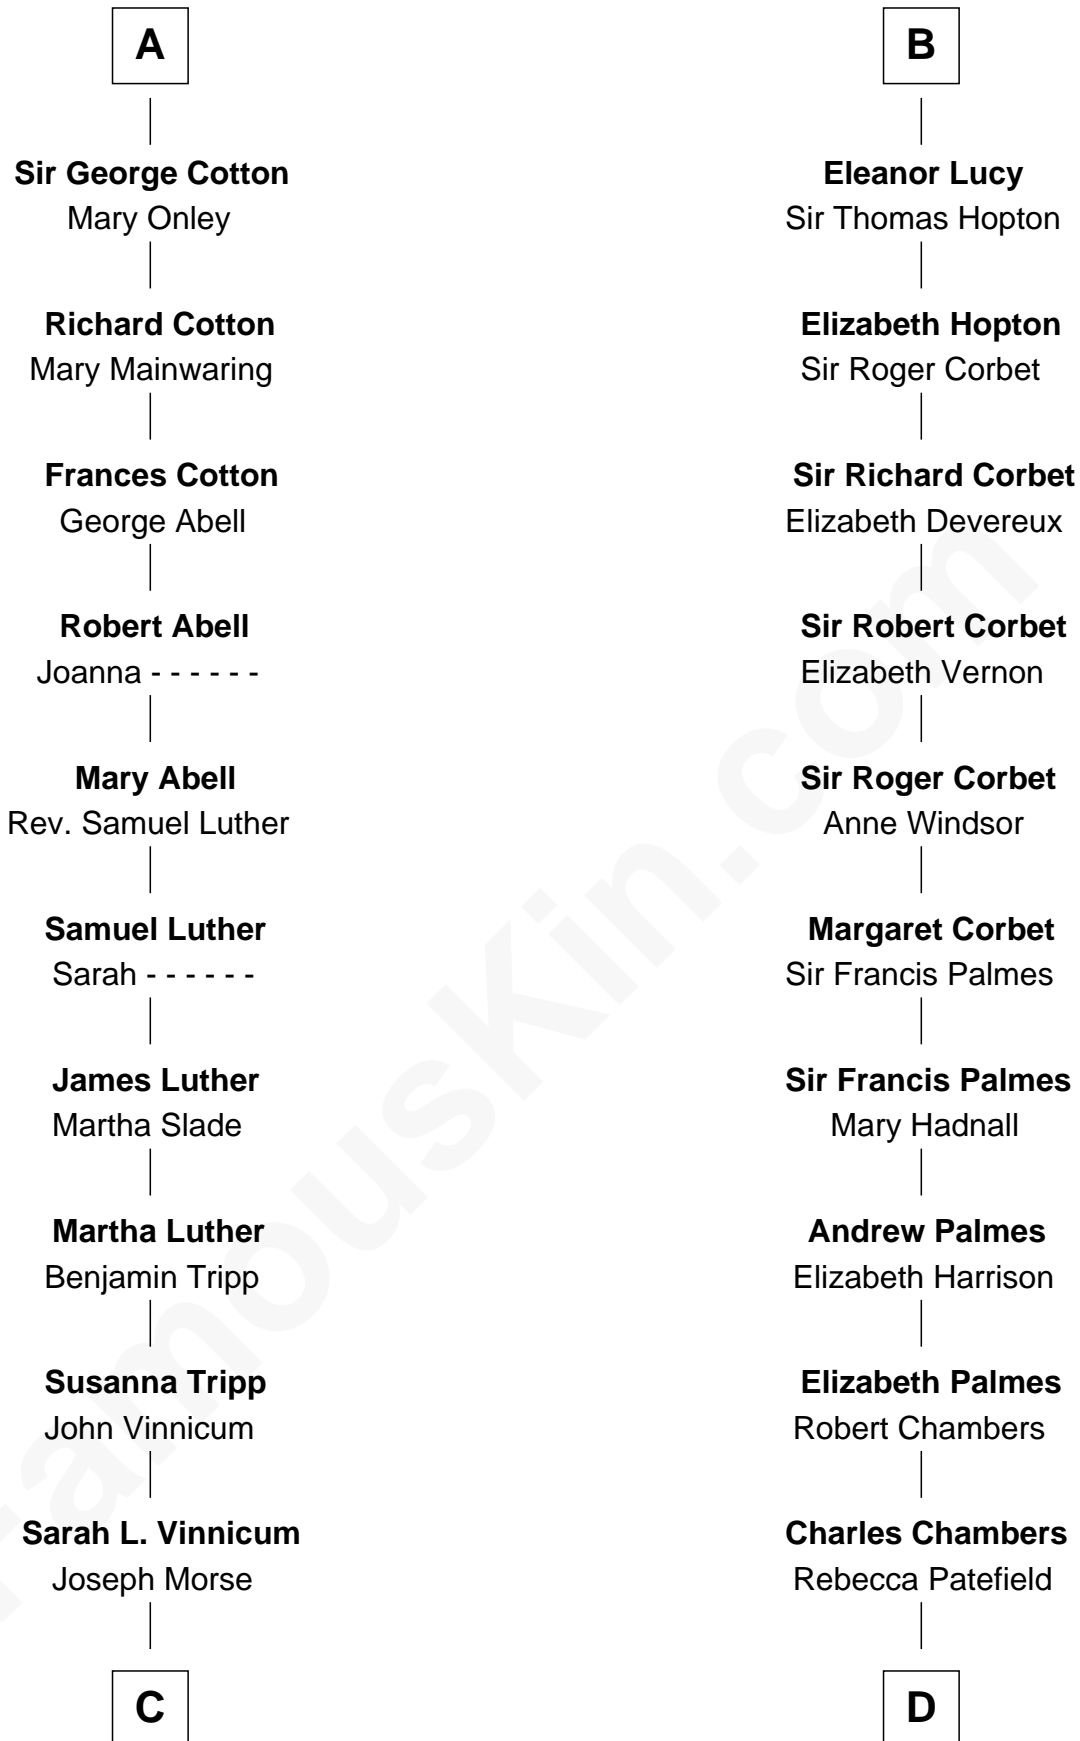 A
Sir George Cotton
Mary Onley
Richard Cotton
Mary Mainwaring
Frances Cotton
George Abell
Robert Abell
Joanna - - - - - -
Mary Abell
Rev. Samuel Luther
Samuel Luther
Sarah - - - - - -
James Luther
Martha Slade
Martha Luther
Benjamin Tripp
Susanna Tripp
John Vinnicum
Sarah L. Vinnicum
Joseph Morse
C
B
Eleanor Lucy
Sir Thomas Hopton
Elizabeth Hopton
Sir Roger Corbet
Sir Richard Corbet
Elizabeth Devereux
Sir Robert Corbet
Elizabeth Vernon
Sir Roger Corbet
Anne Windsor
Margaret Corbet
Sir Francis Palmes
Sir Francis Palmes
Mary Hadnall
Andrew Palmes
Elizabeth Harrison
Elizabeth Palmes
Robert Chambers
Charles Chambers
Rebecca Patefield
D
FamousKin.com